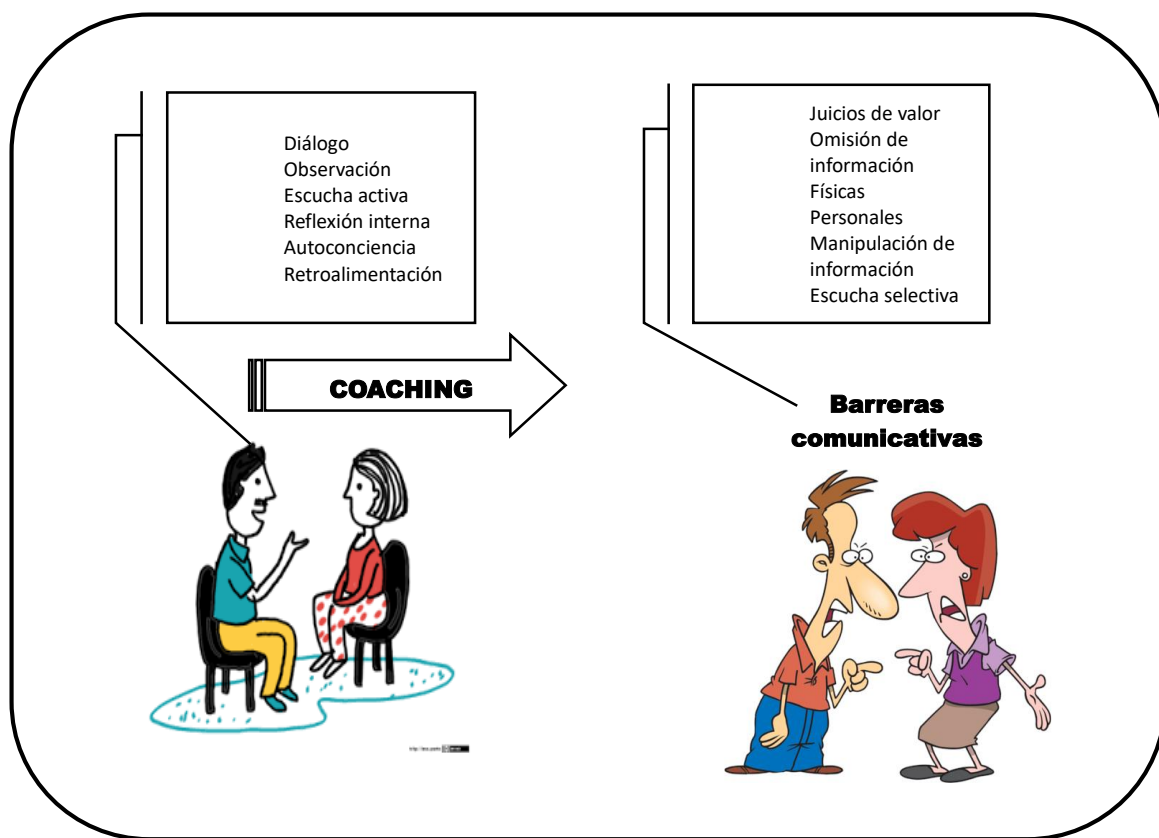 Diálogo
Observación
Escucha activa
Reflexión interna
Autoconciencia
Retroalimentación
Juicios de valor
Omisión de
información
Físicas
Personales
Manipulación de
información
Escucha selectiva
COACHING
Barreras
comunicativas